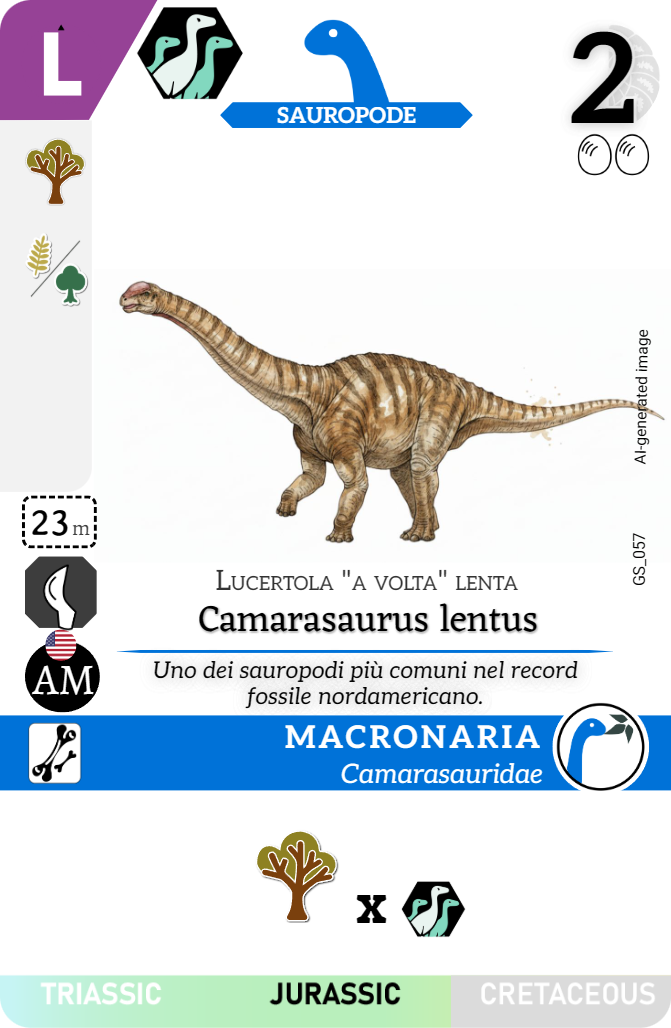 L
SAUROPODE
2
AI-generated image
23 m
GS_057
Lucertola "a volta" lenta
Camarasaurus lentus
AM
Uno dei sauropodi più comuni nel record
fossile nordamericano.
MACRONARIA
Camarasauridae
x
TRIASSIC JURASSIC CRETACEOUS